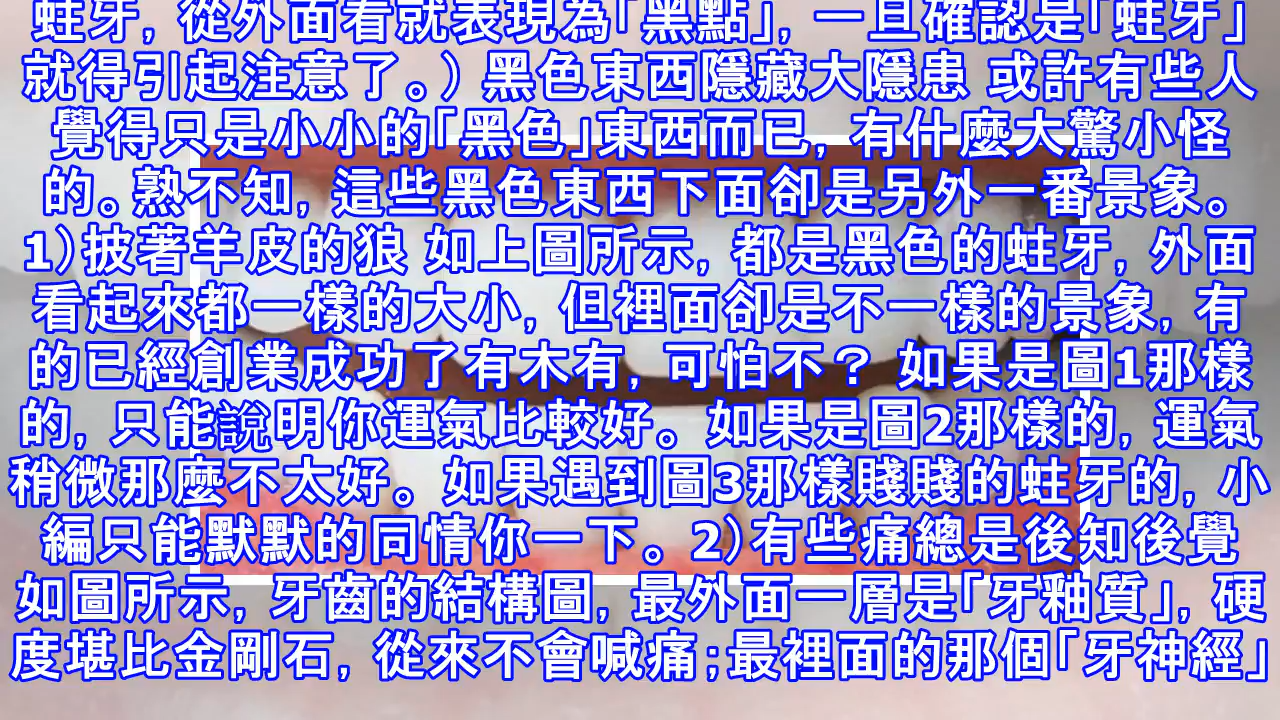 蛀牙, 從外面看就表現為「黑點」, 一旦確認是「蛀牙」
就得引起注意了。) 黑色東西隱藏大隱患 或許有些人
覺得只是小小的「黑色」東西而已, 有什麼大驚小怪
的。熟不知, 這些黑色東西下面卻是另外一番景象。
1)披著羊皮的狼 如上圖所示, 都是黑色的蛀牙, 外面
看起來都一樣的大小, 但裡面卻是不一樣的景象, 有
的已經創業成功了有木有, 可怕不？ 如果是圖1那樣
的, 只能說明你運氣比較好。如果是圖2那樣的, 運氣
稍微那麼不太好。如果遇到圖3那樣賤賤的蛀牙的, 小
編只能默默的同情你一下。2)有些痛總是後知後覺
如圖所示, 牙齒的結構圖, 最外面一層是「牙釉質」, 硬
度堪比金剛石, 從來不會喊痛;最裡面的那個「牙神經」